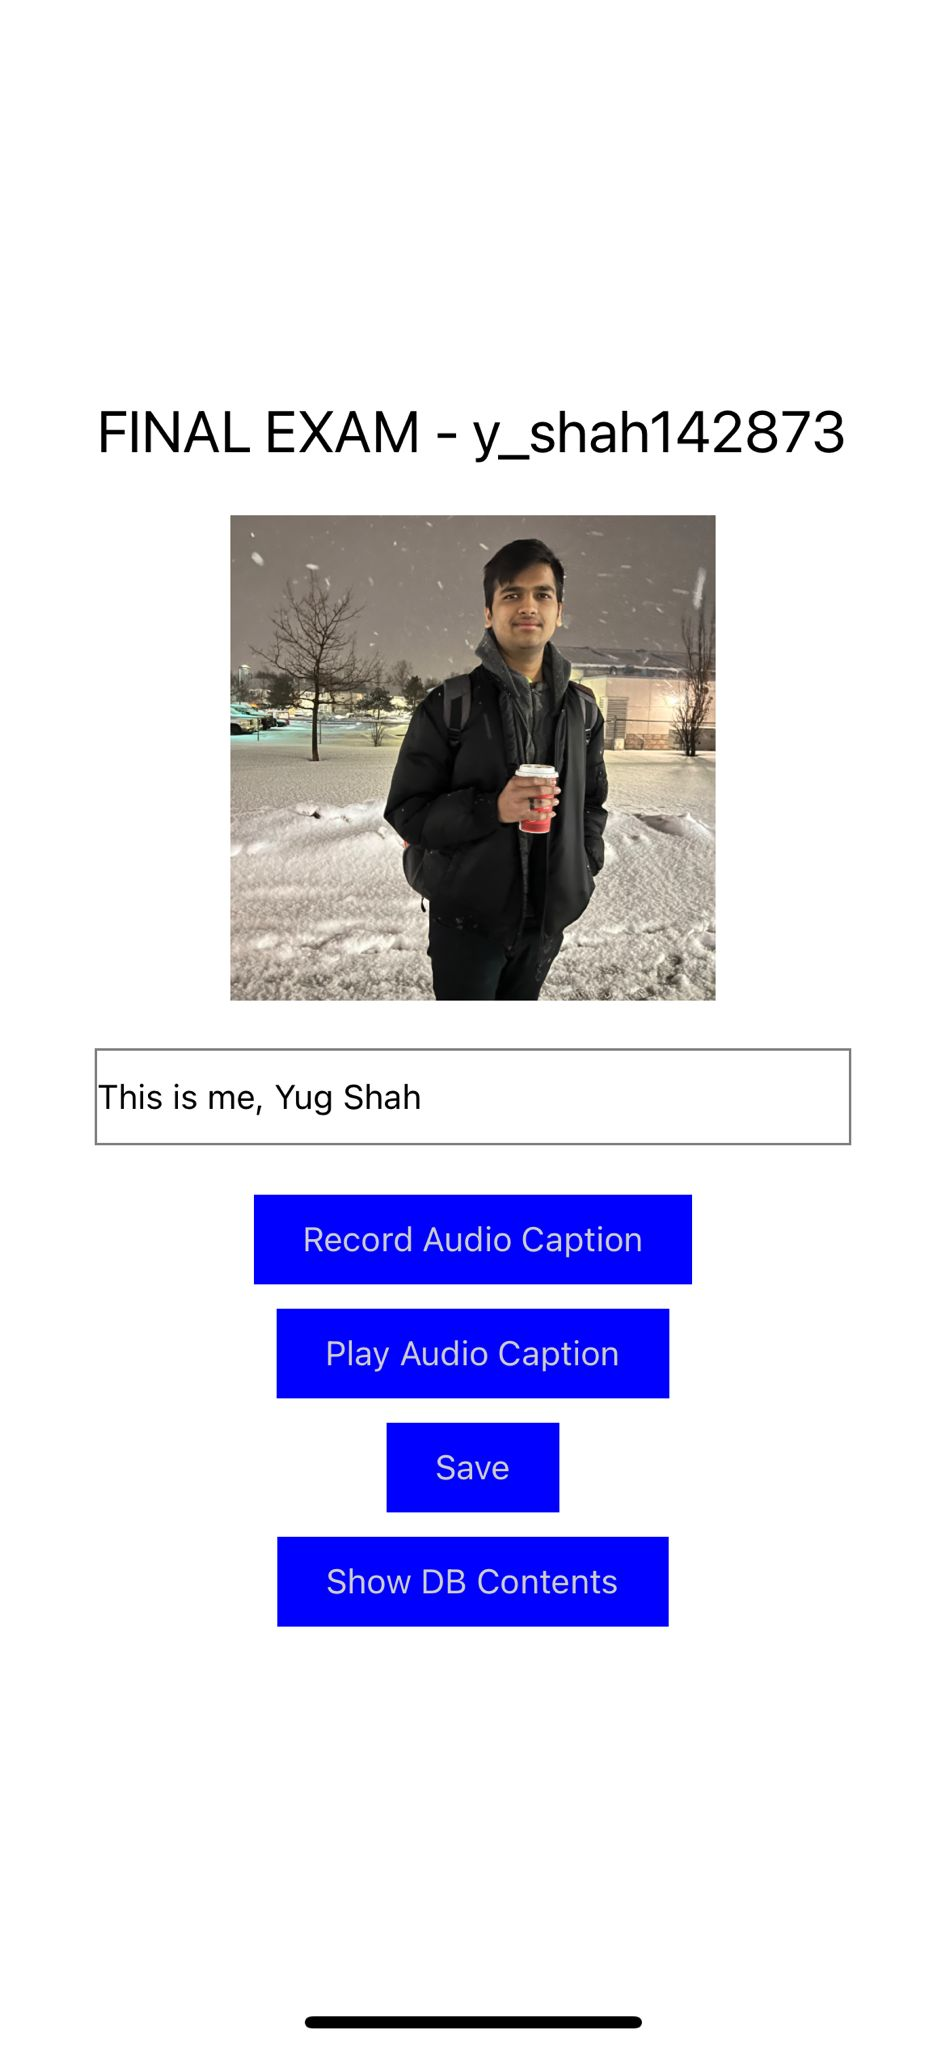 FINAL EXAM - y_shah142873
This is me, Yug Shah
Record Audio Caption
Play Audio Caption
Save
Show DB Contents